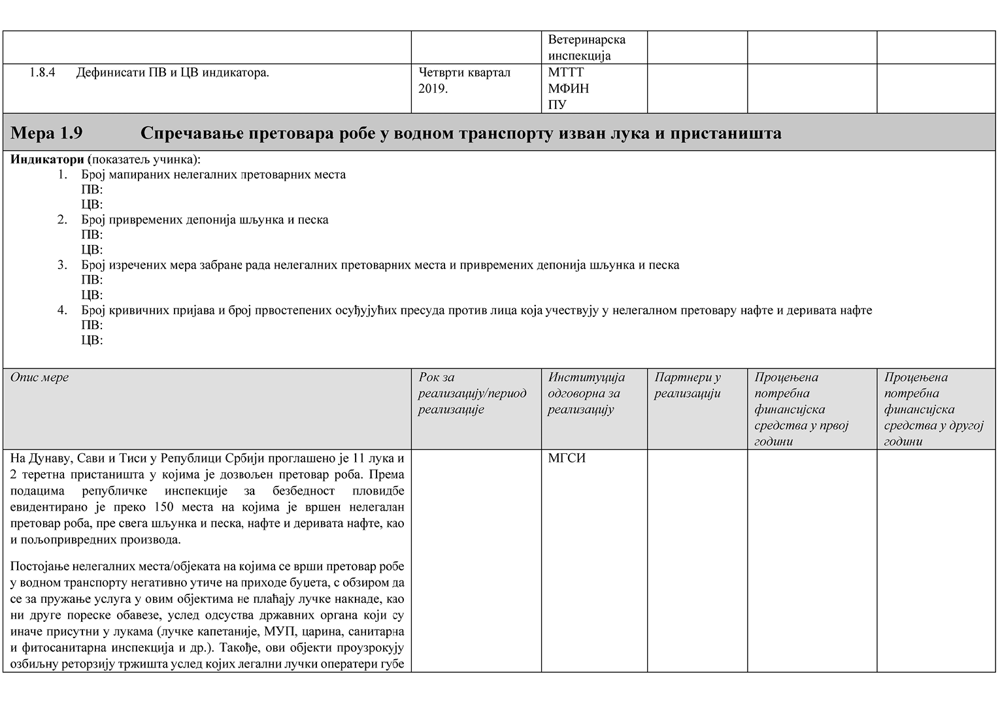 Ветеринарска
инспекција
1.8.4 Дефинисати ПВ и ЦВ индикатора.
Четврти квартал
2019.
МТТТ
МФИН
ПУ
Мера 1.9 Спречавање претовара робе у водном транспорту изван лука и пристаништа
Индикатори (показатељ учинка):
1. Број мапираних нелегалних претоварних места
ПВ:
ЦВ:
2. Број привремених депонија шљунка и песка
ПВ:
ЦВ:
3. Број изречених мера забране рада нелегалних претоварних места и привремених депонија шљунка и песка
ПВ:
ЦВ:
4. Број кривичних пријава и број првостепених осуђујућих пресуда против лица која учествују у нелегалном претовару нафте и деривата нафте
ПВ:
ЦВ:
Опис мере
Рок за
реализацију/период
реализације
Институција
одговорна за
реализацију
Партнери у
реализацији
Процењена
потребна
финансијска
средства у првој
години
Процењена
потребна
финансијска
средства у другој
години
На Дунаву, Сави и Тиси у Републици Србији проглашено је 11 лука и
2 теретна пристаништа у којима је дозвољен претовар роба. Према
подацима републичке инспекције за безбедност пловидбе
евидентирано је преко 150 места на којима је вршен нелегалан
претовар роба, пре свега шљунка и песка, нафте и деривата нафте, као
и пољопривредних производа.
Постојање нелегалних места/објеката на којима се врши претовар робе
у водном транспорту негативно утиче на приходе буџета, с обзиром да
се за пружање услуга у овим објектима не плаћају лучке накнаде, као
ни друге пореске обавезе, услед одсуства државних органа који су
иначе присутни у лукама (лучке капетаније, МУП, царина, санитарна
и фитосанитарна инспекција и др.). Такође, ови објекти проузрокују
озбиљну реторзију тржишта услед којих легални лучки оператери губе
МГСИ